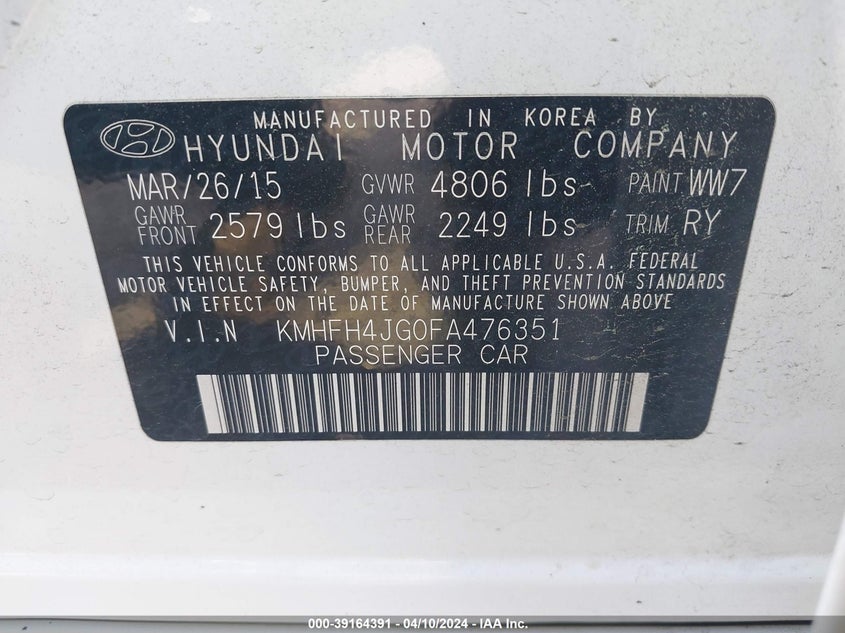 MANUFACTURED IN KOREA BY
HYUNDAI MOTOR COMPANY
MAR/26/15 GVWR 4806 lbs PAINT WW7
GAWR FRONT 2579 lbs GAWR REAR 2249 lbs TRIM RY
THIS VEHICLE CONFORMS TO ALL APPLICABLE U.S.A. FEDERAL
MOTOR VEHICLE SAFETY, BUMPER, AND THEFT PREVENTION STANDARDS
IN EFFECT ON THE DATE OF MANUFACTURE SHOWN ABOVE
V.I.N KMHFH4JG0FA476351
PASSENGER CAR
000-39164391 - 04/10/2024 - IAA Inc.